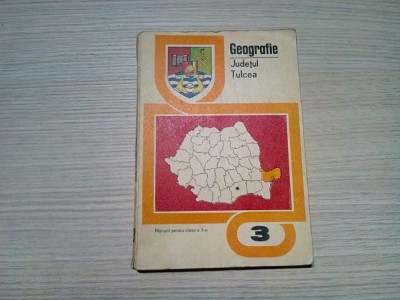 Geografie
Județul
Tulcea
Manual pentru clasa a 3-a
3